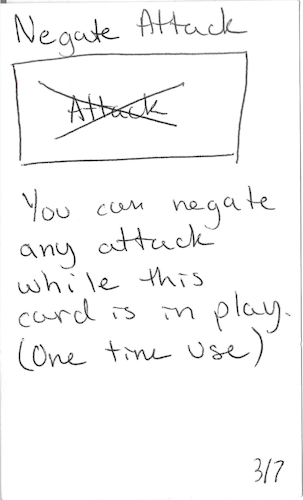 Negate Attack
Attack
You can negate
any attack
while this
card is in play.
(One time use)
3/7